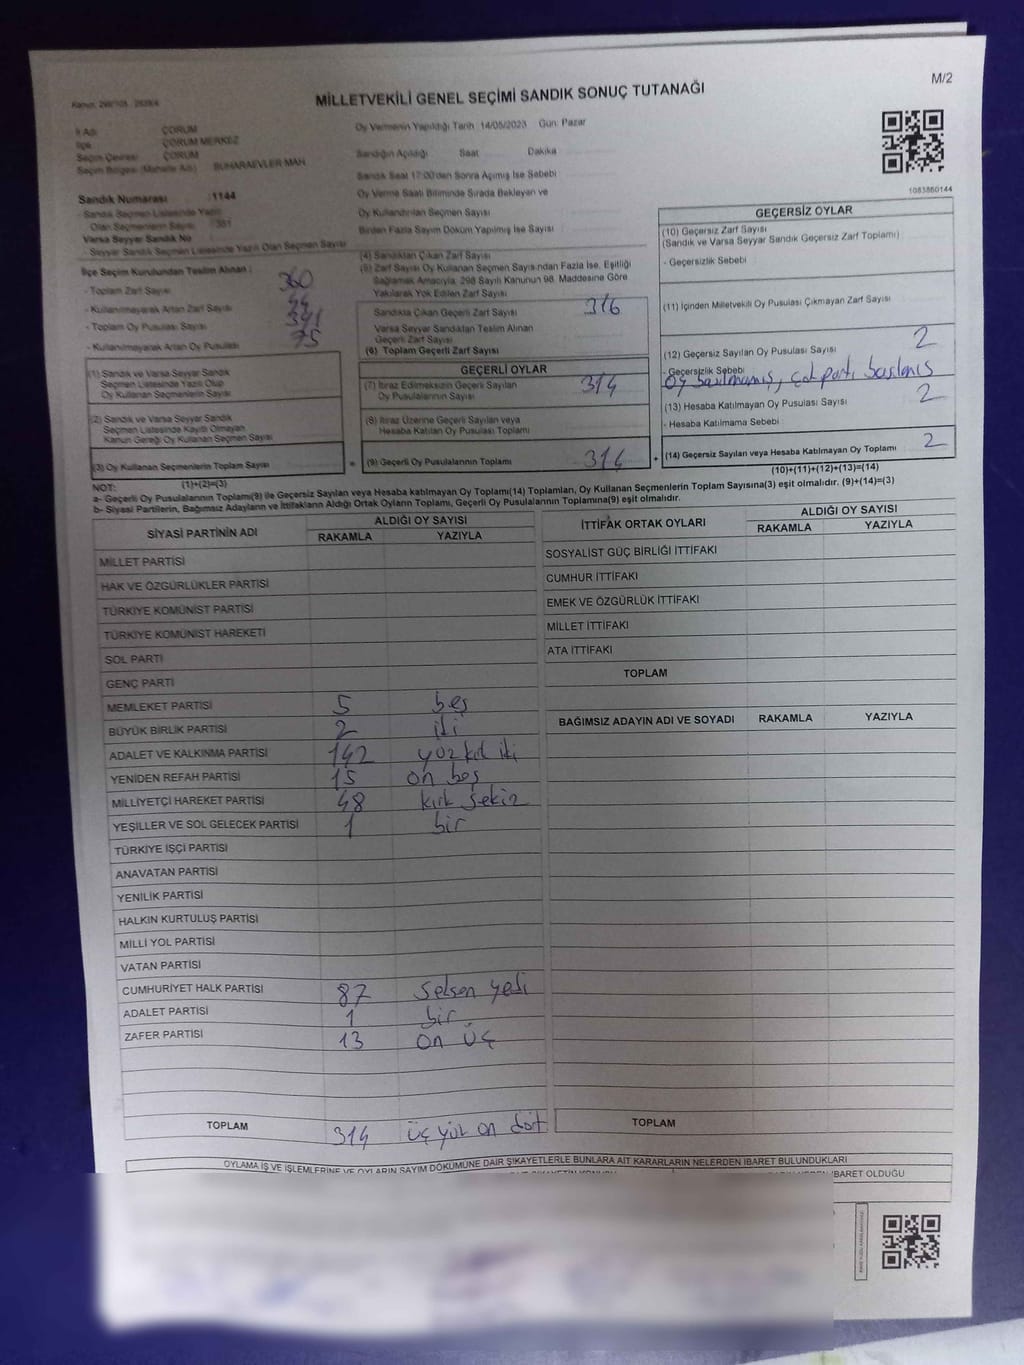 M/2
MİLLETVEKİLİ GENEL SEÇİMİ SANDIK SONUÇ TUTANAĞI
İl Adı ÇORUM
İlçe ÇORUM MERKEZ
Seçim Çevresi ÇORUM
Seçim Bölgesi (Mahalle Adı) BUHARAEVLER MAH
Sandık Numarası :1144
- Sandık Seçmen Listesinde Yazılı
Olan Seçmenlerin Sayısı
Varsa Seyyar Sandık No
- Seyyar Sandık Seçmen Listesinde Yazılı Olan Seçmen Sayısı
Oy Vermenin Yapıldığı Tarih 14/05/2023 Gün: Pazar
Sandığın Açıldığı Saat Dakika
Sandık Saat 17:00'den Sonra Açımış İse Sebebi
Oy Verme Saati Bitiminde Sırada Bekleyen ve
Oy Kullandırılan Seçmen Sayısı
Birden Fazla Sayım Döküm Yapılmış İse Sayısı
1083860144
İlçe Seçim Kurulundan Teslim Alınan :
- Toplam Zarf Sayısı 360
- Kullanılmayarak Artan Zarf Sayısı 44
- Toplam Oy Pusulası Sayısı 391
- Kullanılmayarak Artan Oy Pusulası 75
(1) Sandık ve Varsa Seyyar Sandık
Seçmen Listesinde Yazılı Olup
Oy Kullanan Seçmenlerin Sayısı
(2) Sandık ve Varsa Seyyar Sandık
Seçmen Listesinde Kayıtlı Olmayan
Kanun Gereği Oy Kullanan Seçmen Sayısı
(3) Oy Kullanan Seçmenlerin Toplam Sayısı
(1)+(2)=(3)
(4) Sandıktan Çıkan Zarf Sayısı
(5) Zarf Sayısı Oy Kullanan Seçmen Sayısından Fazla İse, Eşitliği
Sağlamak Amacıyla, 298 Sayılı Kanunun 98. Maddesine Göre
Yakılarak Yok Edilen Zarf Sayısı
Sandıkta Çıkan Geçerli Zarf Sayısı 316
Varsa Seyyar Sandıktan Teslim Alınan
Geçerli Zarf Sayısı
(6) Toplam Geçerli Zarf Sayısı
GEÇERLİ OYLAR
(7) İtiraz Edilmeksizin Geçerli Sayılan 314
Oy Pusulalarının Sayısı
(8) İtiraz Üzerine Geçerli Sayılan veya
Hesaba Katılan Oy Pusulası Toplamı
= (9) Geçerli Oy Pusulalarının Toplamı 314 +
GEÇERSİZ OYLAR
(10) Geçersiz Zarf Sayısı
(Sandık ve Varsa Seyyar Sandık Geçersiz Zarf Toplamı)
- Geçersizlik Sebebi
(11) İçinden Milletvekili Oy Pusulası Çıkmayan Zarf Sayısı
(12) Geçersiz Sayılan Oy Pusulası Sayısı 2
- Geçersizlik Sebebi
(13) Hesaba Katılmayan Oy Pusulası Sayısı 2
- Hesaba Katılmama Sebebi
(14) Geçersiz Sayılan veya Hesaba Katılmayan Oy Toplamı 2
(10)+(11)+(12)+(13)=(14)
NOT:
a- Geçerli Oy Pusulalarının Toplamı(9) ile Geçersiz Sayılan veya Hesaba katılmayan Oy Toplamı(14) Toplamları, Oy Kullanan Seçmenlerin Toplam Sayısına(3) eşit olmalıdır. (9)+(14)=(3)
b- Siyasi Partilerin, Bağımsız Adayların ve İttifakların Aldığı Ortak Oyların Toplamı, Geçerli Oy Pusulalarının Toplamına(9) eşit olmalıdır.
SİYASİ PARTİNİN ADI ALDIĞI OY SAYISI
RAKAMLA YAZIYLA
MİLLET PARTİSİ
HAK VE ÖZGÜRLÜKLER PARTİSİ
TÜRKİYE KOMÜNİST PARTİSİ
TÜRKİYE KOMÜNİST HAREKETİ
SOL PARTİ
GENÇ PARTİ
MEMLEKET PARTİSİ 5 beş
BÜYÜK BİRLİK PARTİSİ 2 iki
ADALET VE KALKINMA PARTİSİ 142 yüz kırk iki
YENİDEN REFAH PARTİSİ 15 on beş
MİLLİYETÇİ HAREKET PARTİSİ 48 kırk sekiz
YEŞİLLER VE SOL GELECEK PARTİSİ 1 bir
TÜRKİYE İŞÇİ PARTİSİ
ANAVATAN PARTİSİ
YENİLİK PARTİSİ
HALKIN KURTULUŞ PARTİSİ
MİLLİ YOL PARTİSİ
VATAN PARTİSİ
CUMHURİYET HALK PARTİSİ 87 seksen yedi
ADALET PARTİSİ 1 bir
ZAFER PARTİSİ 13 on üç
TOPLAM 314 üç yüz on dört
İTTİFAK ORTAK OYLARI ALDIĞI OY SAYISI
RAKAMLA YAZIYLA
SOSYALİST GÜÇ BİRLİĞİ İTTİFAKI
CUMHUR İTTİFAKI
EMEK VE ÖZGÜRLÜK İTTİFAKI
MİLLET İTTİFAKI
ATA İTTİFAKI
TOPLAM
BAĞIMSIZ ADAYIN ADI VE SOYADI RAKAMLA YAZIYLA
TOPLAM
OYLAMA İŞ VE İŞLEMLERİNE VE OYLARIN SAYIM DÖKÜMÜNE DAİR ŞİKAYETLERLE BUNLARA AİT KARARLARIN NELERDEN İBARET BULUNDUKLARI
İBARET OLDUĞU